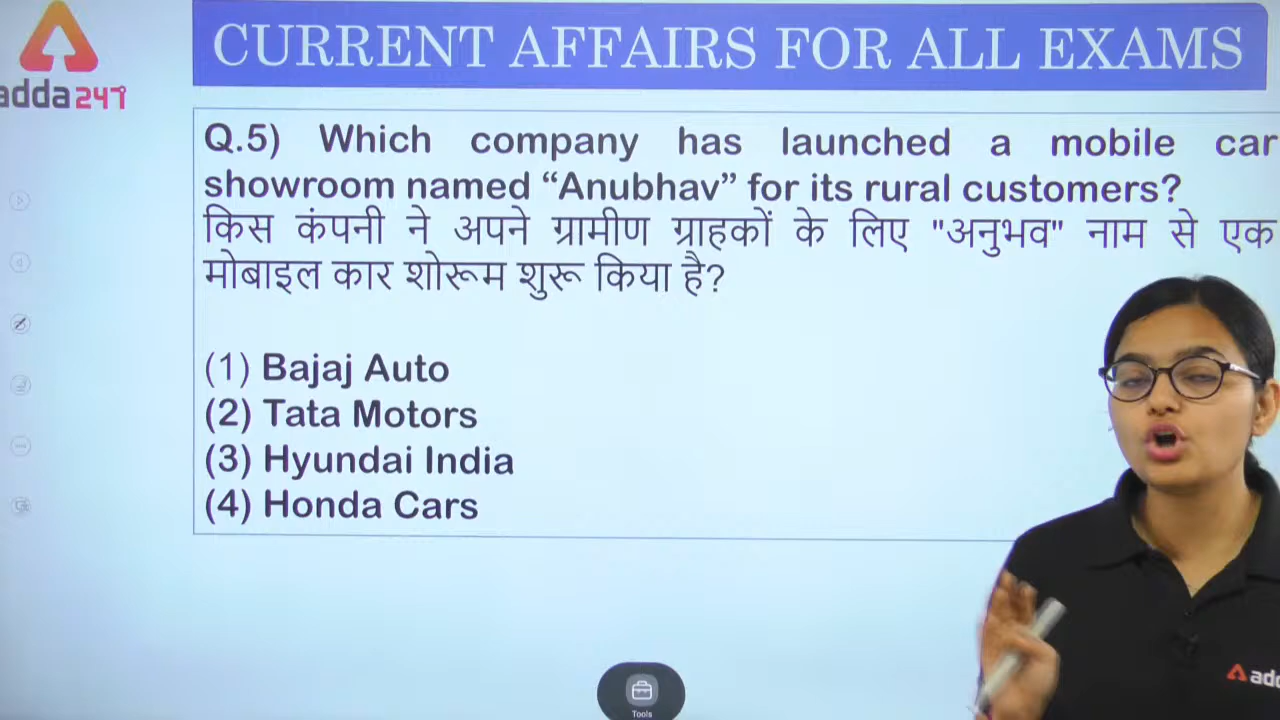 CURRENT AFFAIRS FOR ALL EXAMS
adda247
Q.5) Which company has launched a mobile car
showroom named “Anubhav” for its rural customers?
किस कंपनी ने अपने ग्रामीण ग्राहकों के लिए "अनुभव" नाम से एक
मोबाइल कार शोरूम शुरू किया है?
(1) Bajaj Auto
(2) Tata Motors
(3) Hyundai India
(4) Honda Cars
add
Tools